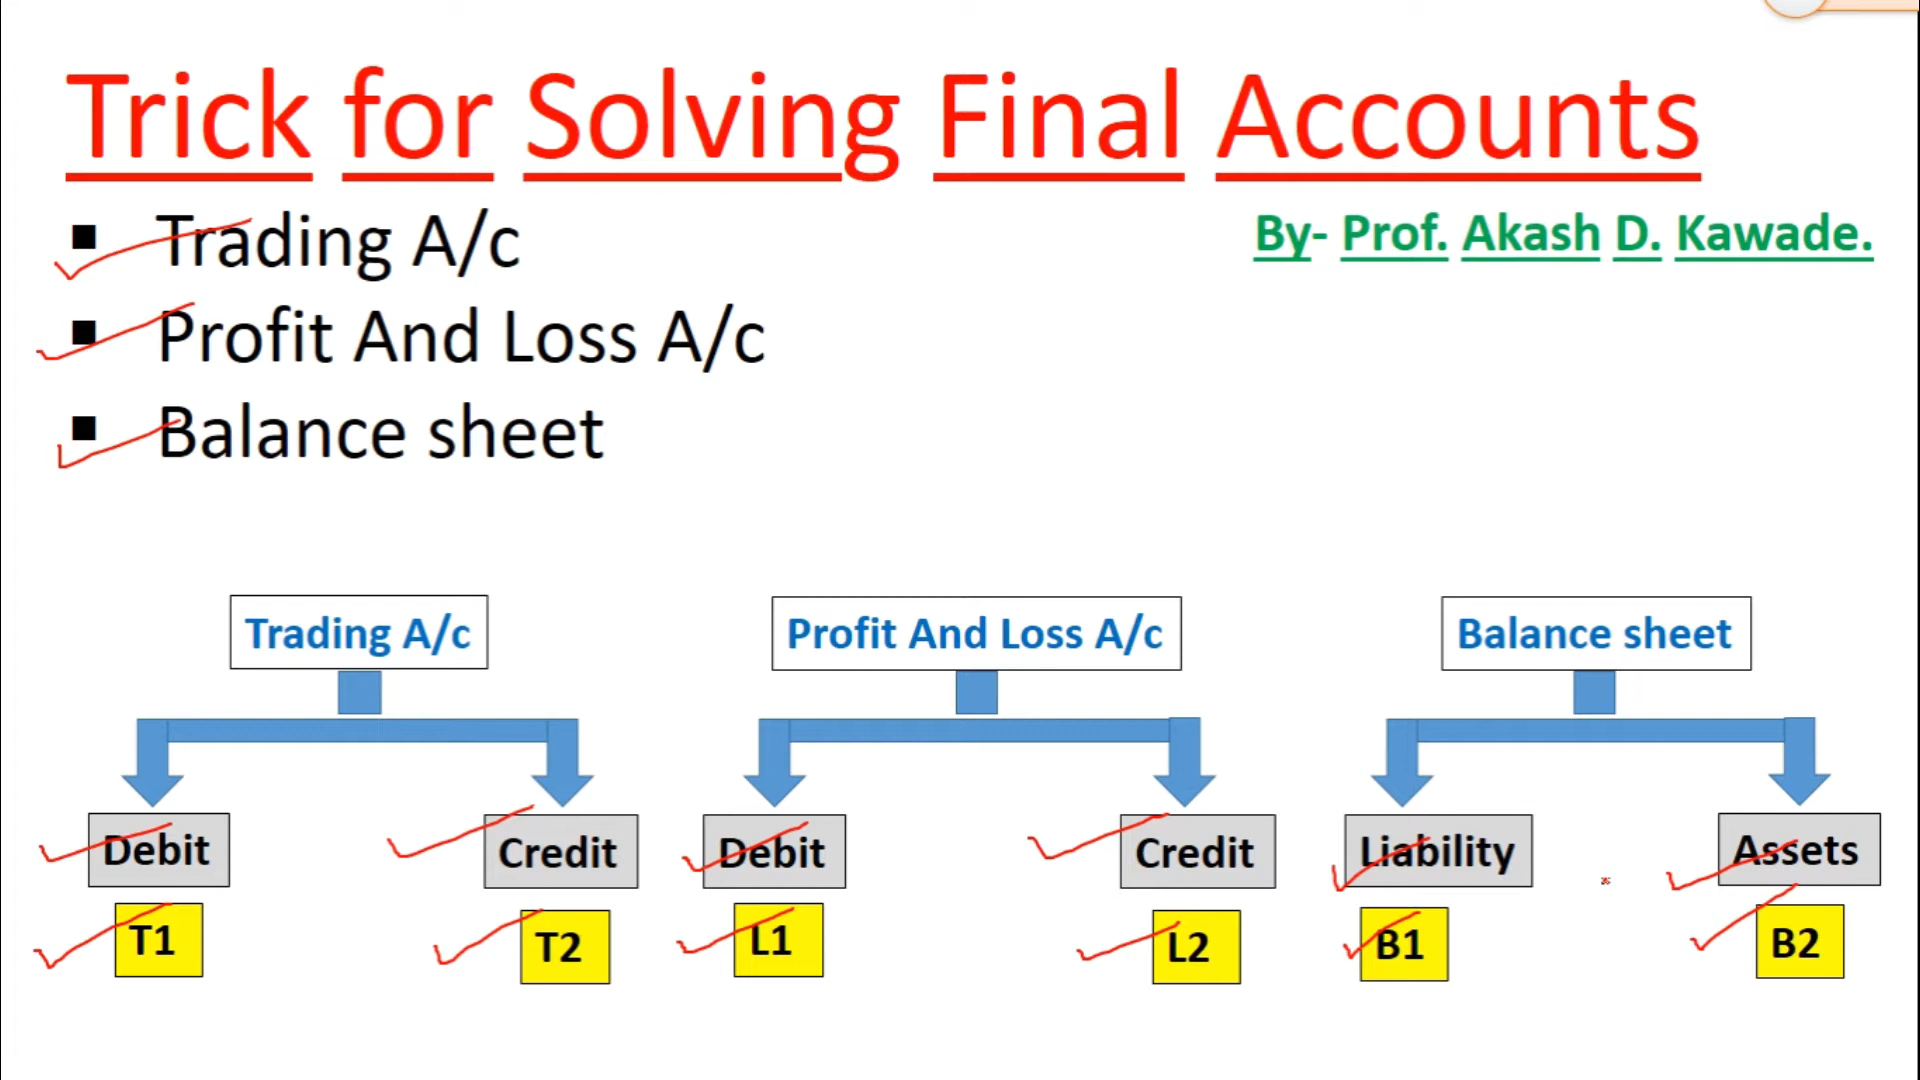 Trick for Solving Final Accounts
▪ Trading A/c
By- Prof. Akash D. Kawade.
▪ Profit And Loss A/c
▪ Balance sheet
Trading A/c
Profit And Loss A/c
Balance sheet
Debit
Credit
Debit
Credit
Liability
Assets
T1
T2
L1
L2
B1
B2